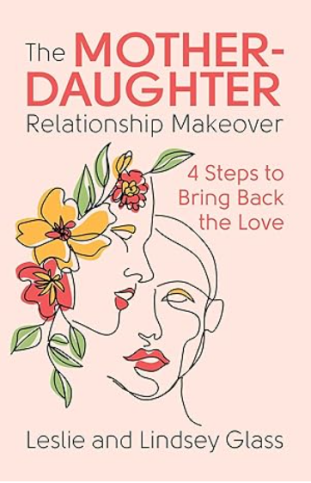 The MOTHER-
DAUGHTER
Relationship Makeover
4 Steps to
Bring Back
the Love
Leslie and Lindsey Glass